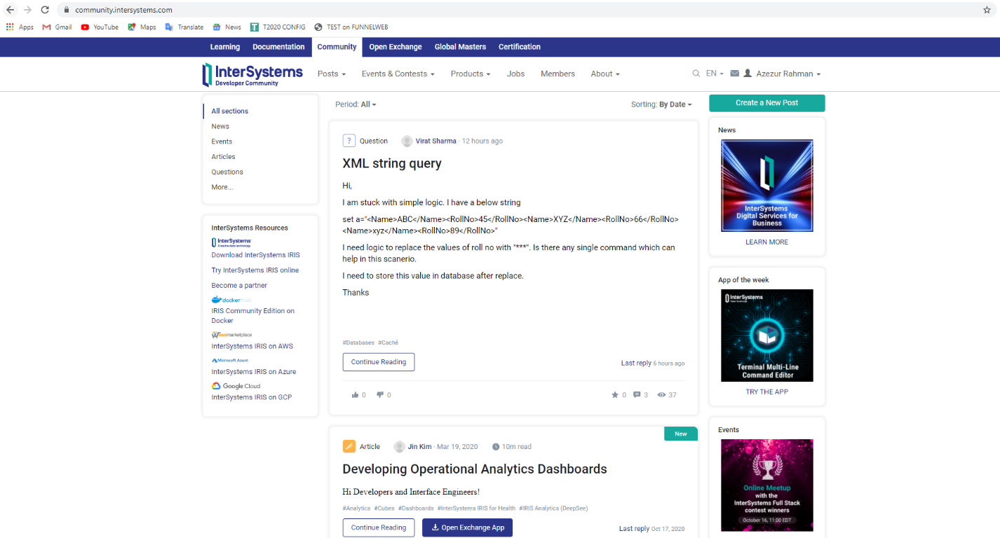 community.intersystems.com
Apps Gmail YouTube Maps Translate News T2020 CONFIG TEST on FUNNELWEB
Learning Documentation Community Open Exchange Global Masters Certification
InterSystems
Developer Community
Posts Events & Contests Products Jobs Members About EN Azezur Rahman
All sections
News
Events
Articles
Questions
More...
InterSystems Resources
InterSystems
Creative data technology
Download InterSystems IRIS
Try InterSystems IRIS online
Become a partner
docker hub
IRIS Community Edition on
Docker
aws marketplace
InterSystems IRIS on AWS
Microsoft Azure
InterSystems IRIS on Azure
Google Cloud
InterSystems IRIS on GCP
Period: All Sorting: By Date
? Question Virat Sharma · 12 hours ago
XML string query
Hi,
I am stuck with simple logic. I have a below string
set a="<Name>ABC</Name><RollNo>45</RollNo><Name>XYZ</Name><RollNo>66</RollNo>
<Name>xyz</Name><RollNo>89</RollNo>"
I need logic to replace the values of roll no with "***". Is there any single command which can
help in this scanerio.
I need to store this value in database after replace.
Thanks
#Databases #Caché
Continue Reading Last reply 6 hours ago
0 0 0 3 37
New
Article Jin Kim · Mar 19, 2020 10m read
Developing Operational Analytics Dashboards
Hi Developers and Interface Engineers!
#Analytics #Cubes #Dashboards #InterSystems IRIS for Health #IRIS Analytics (DeepSee)
Continue Reading Open Exchange App Last reply Oct 17, 2020
Create a New Post
News
InterSystems
Digital Services for
Business
LEARN MORE
App of the week
InterSystems
Open Exchange
Terminal Multi-Line
Command Editor
TRY THE APP
Events
Online Meetup
with the
InterSystems Full Stack
contest winners
October 16, 11:00 EDT